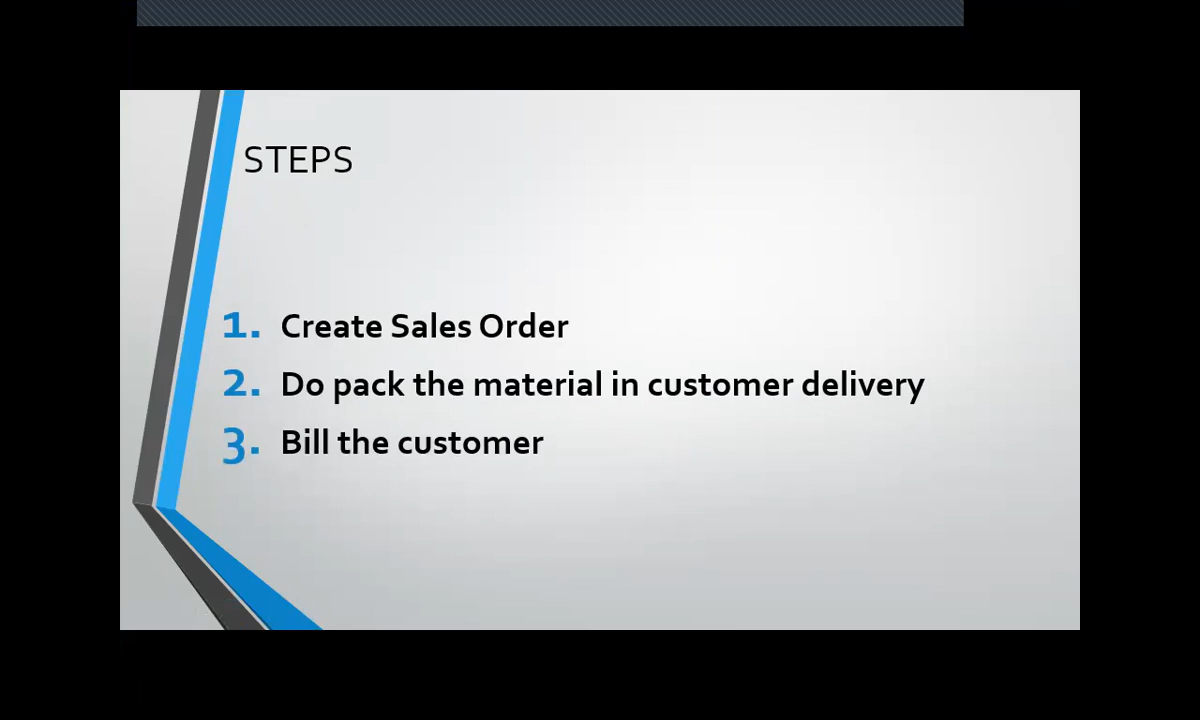 STEPS
1. Create Sales Order
2. Do pack the material in customer delivery
3. Bill the customer